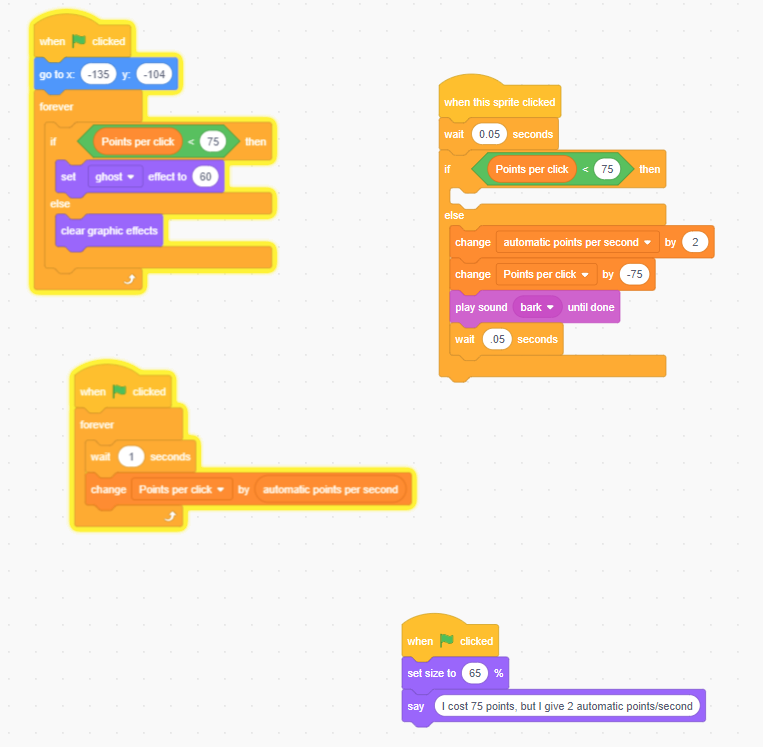 when clicked
go to x: -135 y: -104
forever
if Points per click < 75 then
set ghost effect to 60
else
clear graphic effects
when this sprite clicked
wait 0.05 seconds
if Points per click < 75 then
else
change automatic points per second by 2
change Points per click by -75
play sound bark until done
wait .05 seconds
when clicked
forever
wait 1 seconds
change Points per click by automatic points per second
when clicked
set size to 65 %
say I cost 75 points, but I give 2 automatic points/second